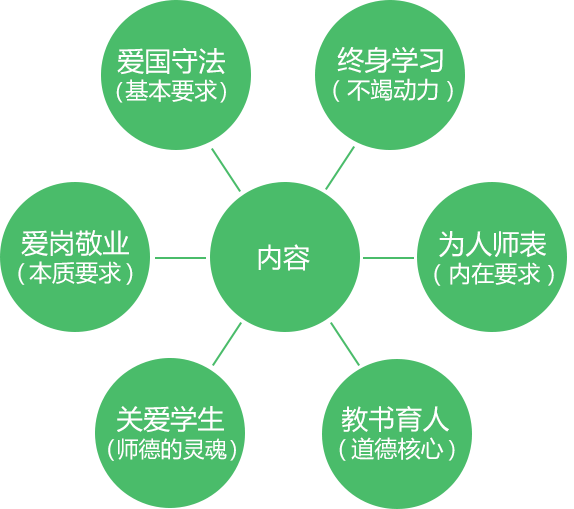 爱国守法
(基本要求)
终身学习
(不竭动力)
爱岗敬业
(本质要求)
内容
为人师表
(内在要求)
关爱学生
(师德的灵魂)
教书育人
(道德核心)